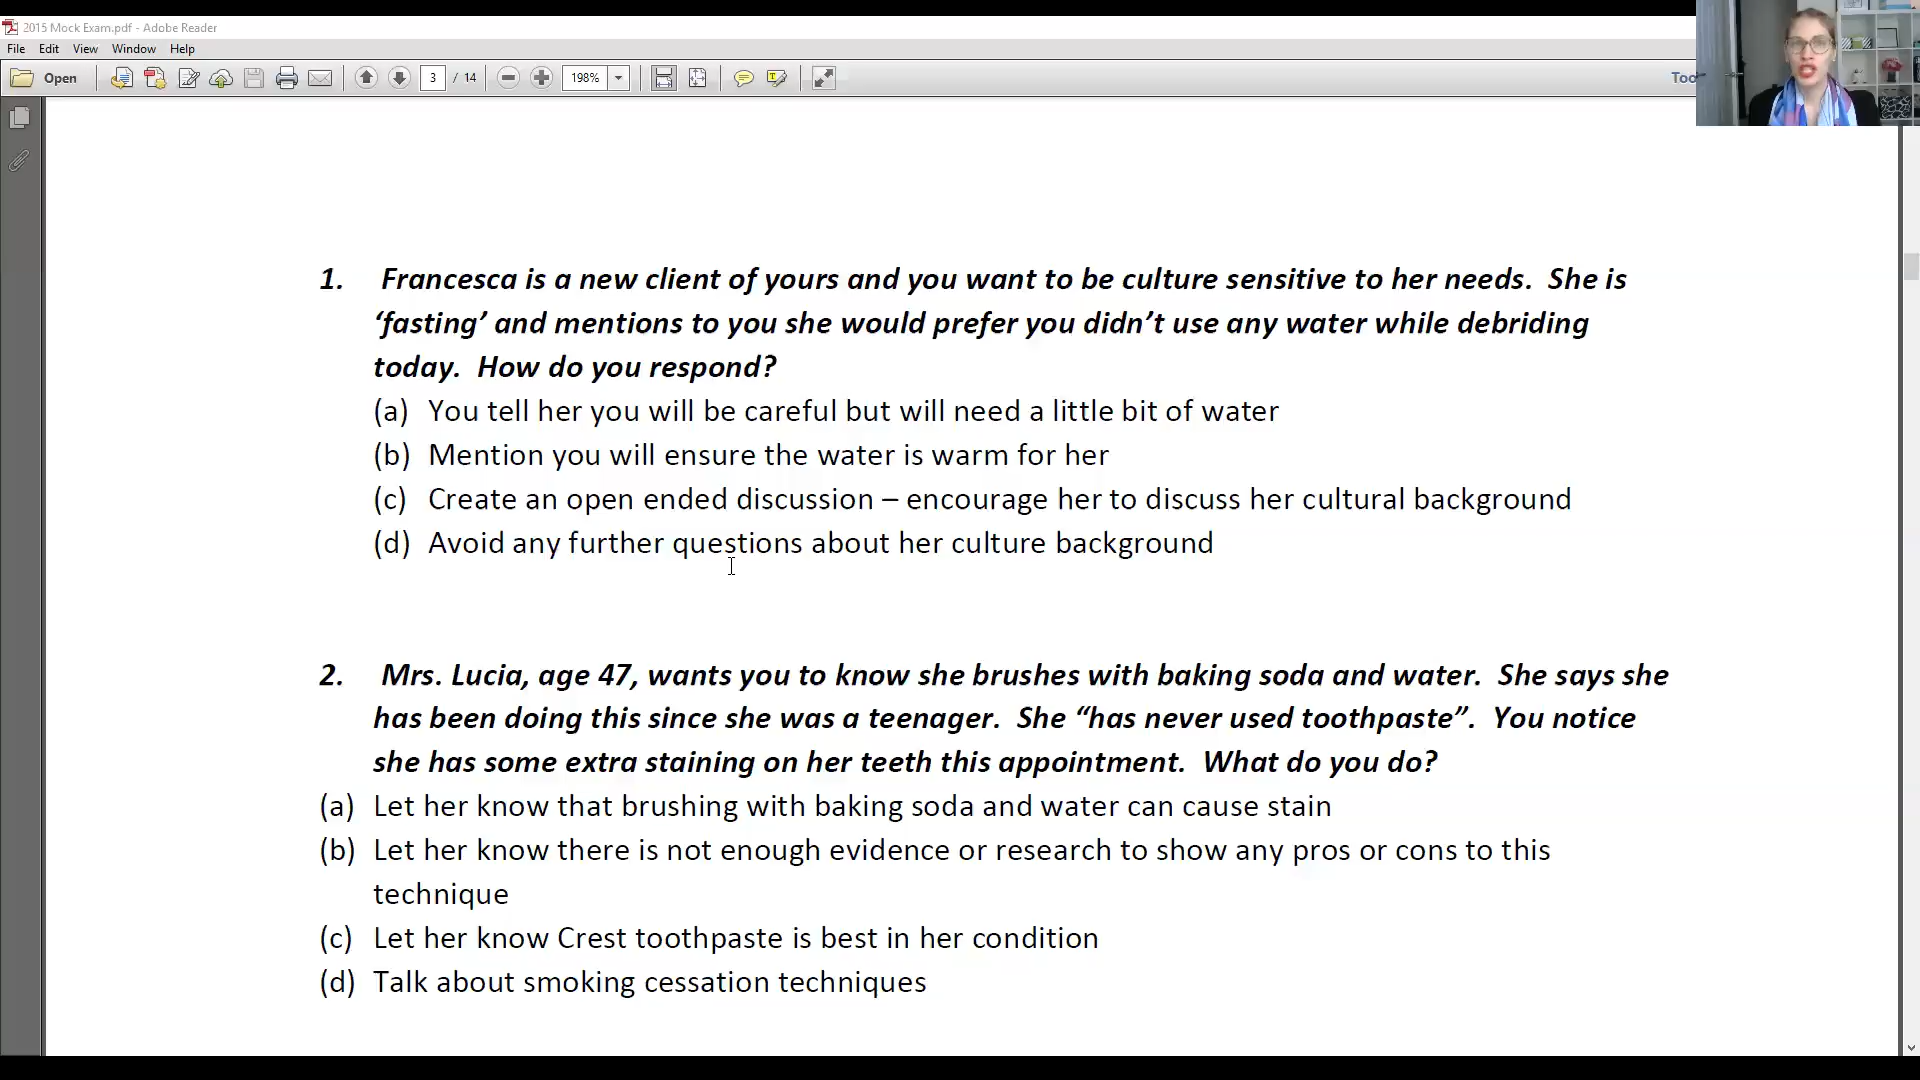 2015 Mock Exam.pdf - Adobe Reader
File Edit View Window Help
Open 3 / 14 198% Too
1. Francesca is a new client of yours and you want to be culture sensitive to her needs. She is
‘fasting’ and mentions to you she would prefer you didn’t use any water while debriding
today. How do you respond?
(a) You tell her you will be careful but will need a little bit of water
(b) Mention you will ensure the water is warm for her
(c) Create an open ended discussion – encourage her to discuss her cultural background
(d) Avoid any further questions about her culture background
2. Mrs. Lucia, age 47, wants you to know she brushes with baking soda and water. She says she
has been doing this since she was a teenager. She “has never used toothpaste”. You notice
she has some extra staining on her teeth this appointment. What do you do?
(a) Let her know that brushing with baking soda and water can cause stain
(b) Let her know there is not enough evidence or research to show any pros or cons to this
technique
(c) Let her know Crest toothpaste is best in her condition
(d) Talk about smoking cessation techniques